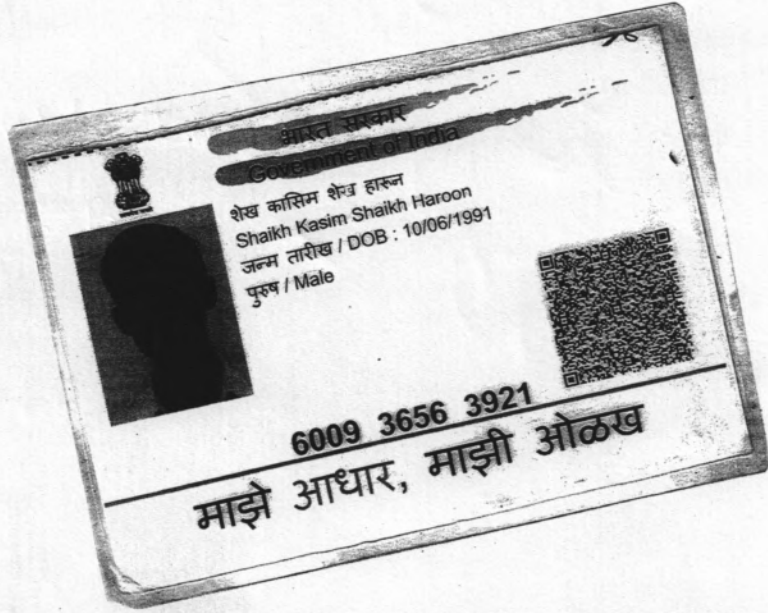 भारत सरकार
Government of India
शेख कासिम शेख हारून
Shaikh Kasim Shaikh Haroon
जन्म तारीख / DOB : 10/06/1991
पुरुष / Male
6009 3656 3921
माझे आधार, माझी ओळख